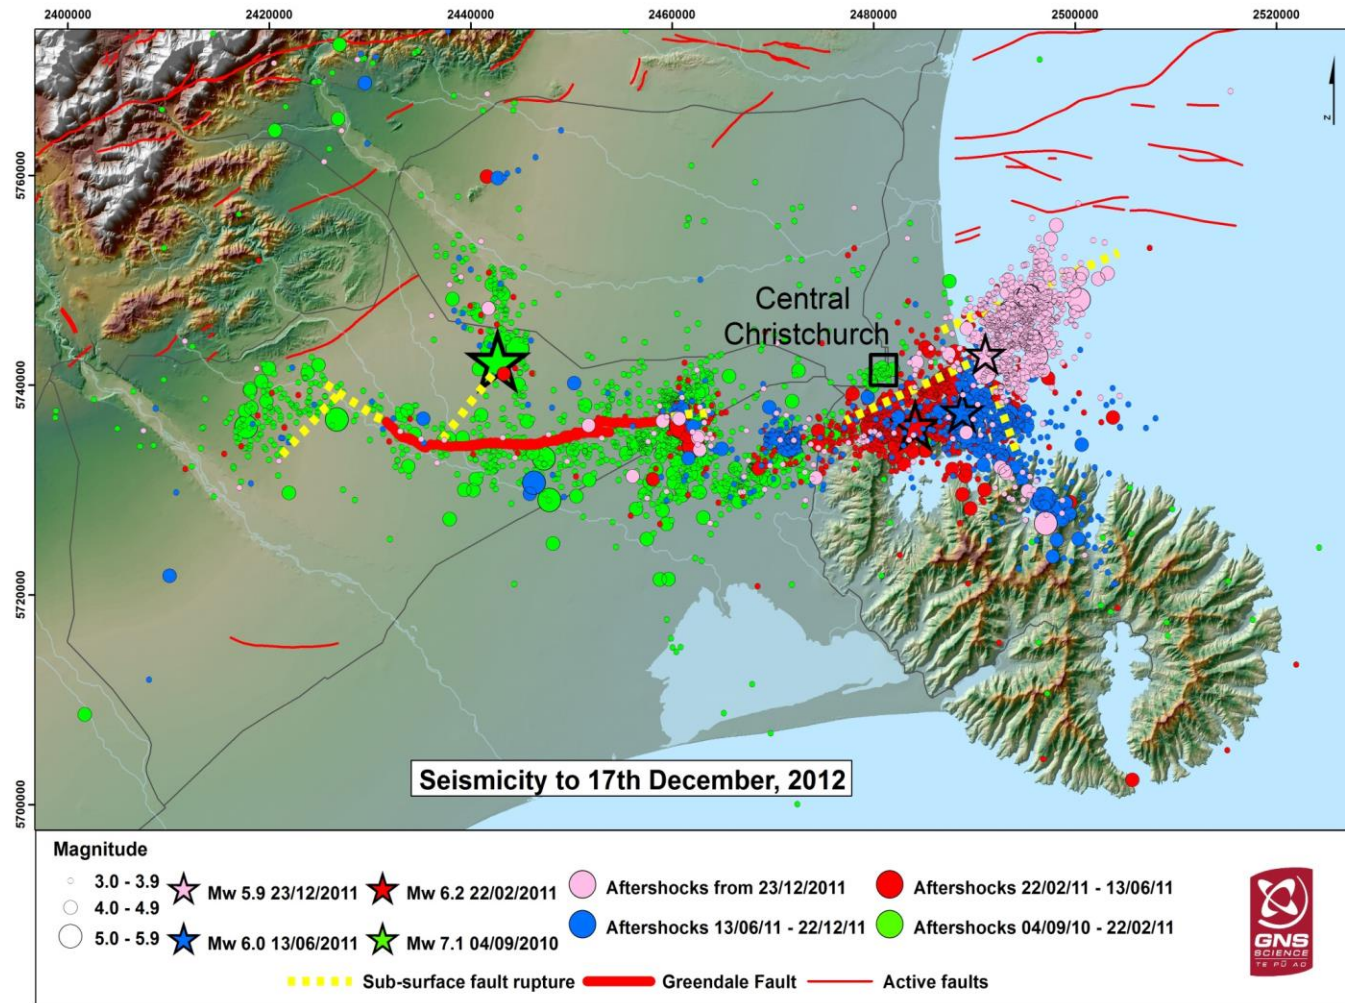 2400000 2420000 2440000 2460000 2480000 2500000 2520000
5760000
5740000
5720000
5700000
z
Central
Christchurch
Seismicity to 17th December, 2012
Magnitude
3.0 - 3.9
4.0 - 4.9
5.0 - 5.9
Mw 5.9 23/12/2011
Mw 6.0 13/06/2011
Mw 6.2 22/02/2011
Mw 7.1 04/09/2010
Aftershocks from 23/12/2011
Aftershocks 13/06/11 - 22/12/11
Aftershocks 22/02/11 - 13/06/11
Aftershocks 04/09/10 - 22/02/11
Sub-surface fault rupture
Greendale Fault
Active faults
GNS
SCIENCE
TE PŪ AO